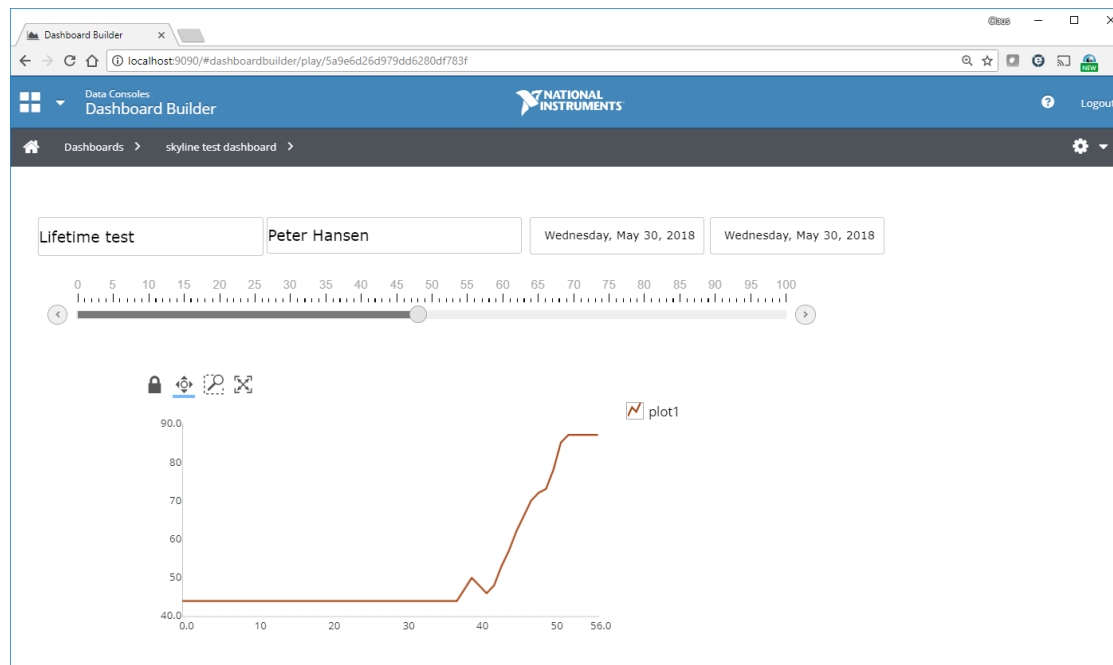 Claus
Dashboard Builder
localhost:9090/#dashboardbuilder/play/5a9e6d26d979dd6280df783f
NEW
Data Consoles
Dashboard Builder
NATIONAL
INSTRUMENTS
?
Logout
Dashboards > skyline test dashboard >
Lifetime test Peter Hansen Wednesday, May 30, 2018 Wednesday, May 30, 2018
0 5 10 15 20 25 30 35 40 45 50 55 60 65 70 75 80 85 90 95 100
plot1
90.0
80
70
60
50
40.0
0.0 10 20 30 40 50 56.0